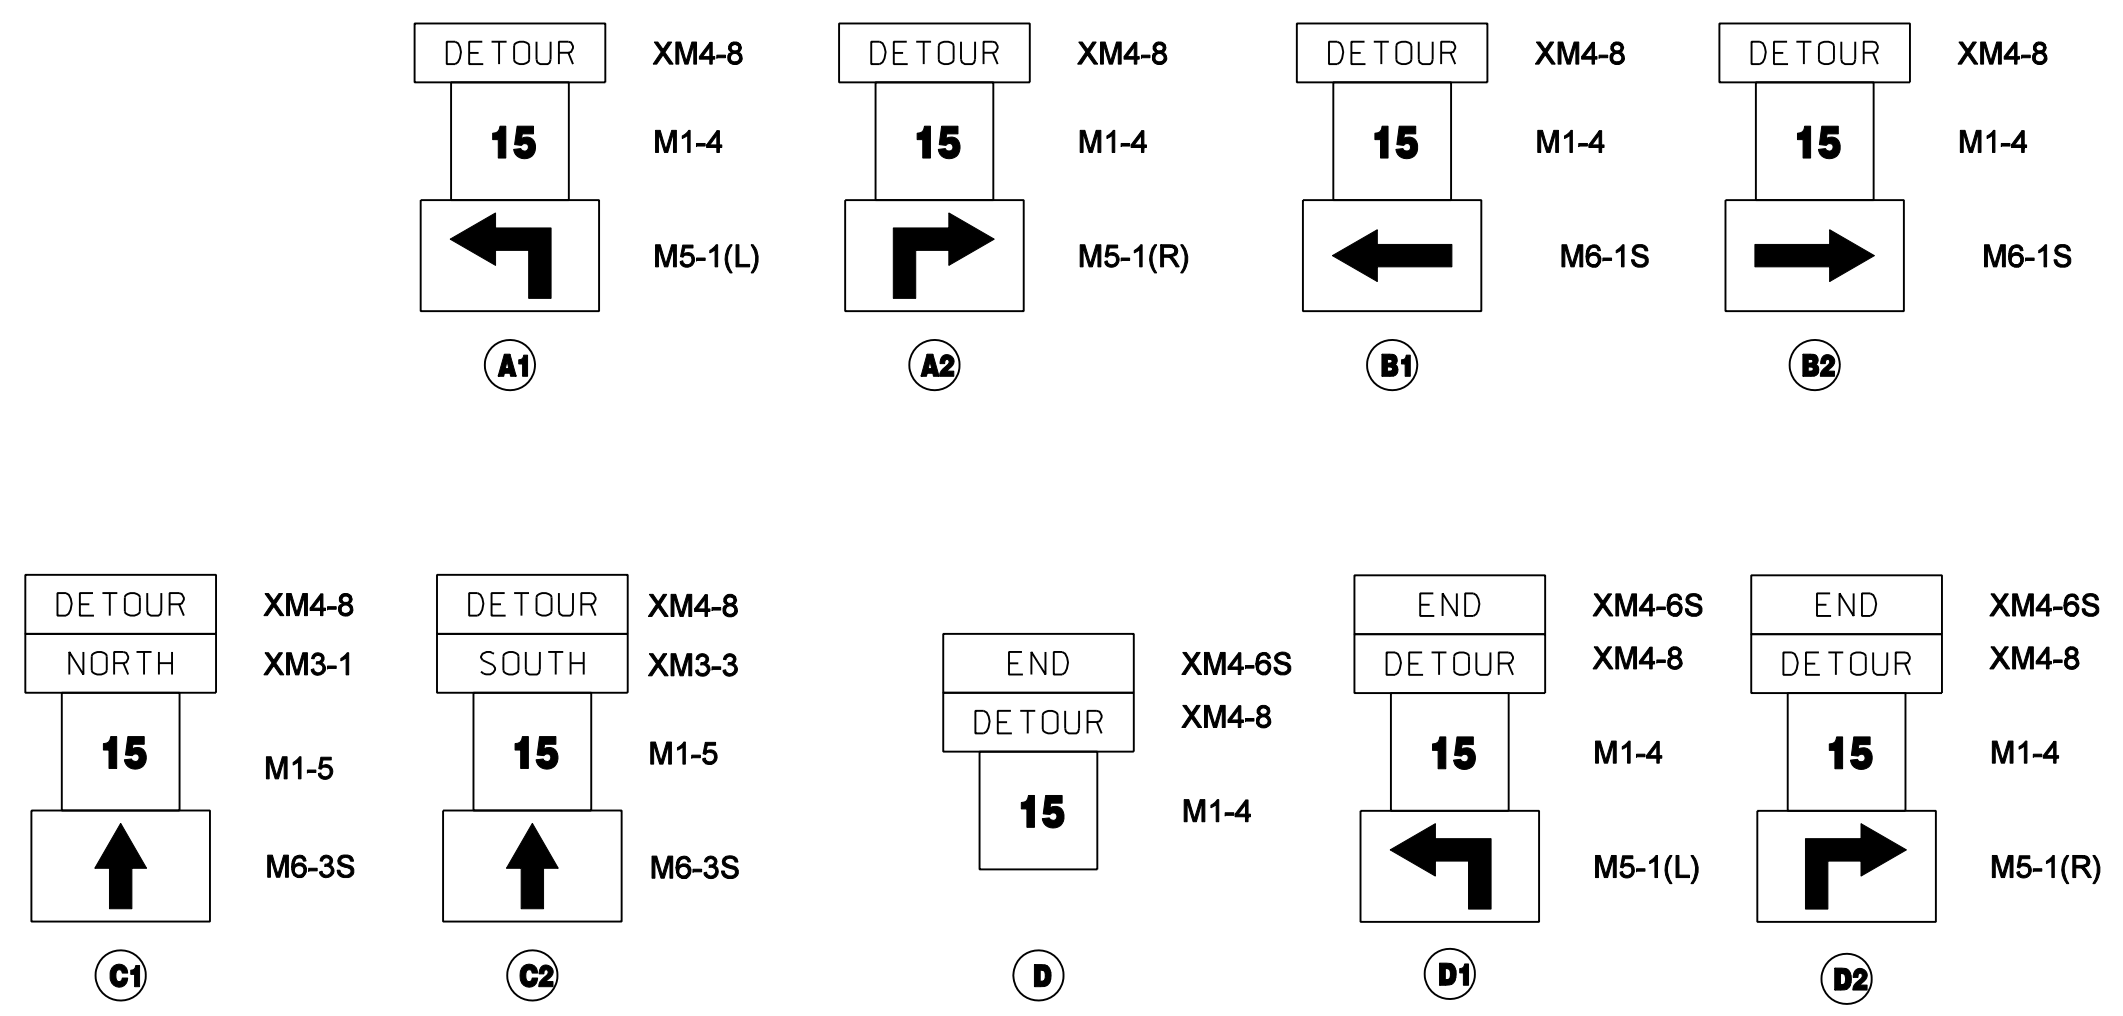 DETOUR XM4-8 DETOUR XM4-8 DETOUR XM4-8 DETOUR XM4-8
15 M1-4 15 M1-4 15 M1-4 15 M1-4
M5-1(L) M5-1(R) M6-1S M6-1S
A1 A2 B1 B2
DETOUR XM4-8 DETOUR XM4-8 END XM4-6S END XM4-6S
NORTH XM3-1 SOUTH XM3-3 END XM4-6S DETOUR XM4-8 DETOUR XM4-8
DETOUR XM4-8
15 M1-5 15 M1-5 15 M1-4 15 M1-4
15 M1-4
M6-3S M6-3S M5-1(L) M5-1(R)
C1 C2 D D1 D2